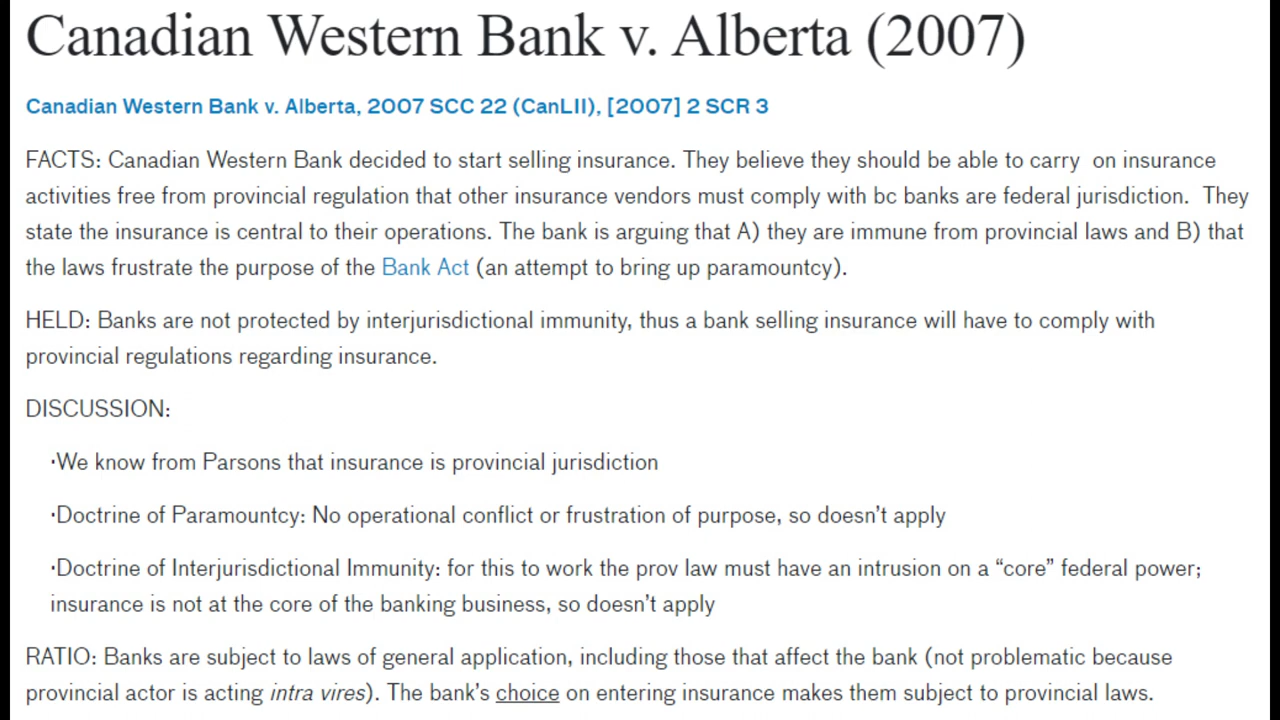 Canadian Western Bank v. Alberta (2007)
Canadian Western Bank v. Alberta, 2007 SCC 22 (CanLII), [2007] 2 SCR 3
FACTS: Canadian Western Bank decided to start selling insurance. They believe they should be able to carry  on insurance
activities free from provincial regulation that other insurance vendors must comply with bc banks are federal jurisdiction.  They
state the insurance is central to their operations. The bank is arguing that A) they are immune from provincial laws and B) that
the laws frustrate the purpose of the Bank Act (an attempt to bring up paramountcy).
HELD: Banks are not protected by interjurisdictional immunity, thus a bank selling insurance will have to comply with
provincial regulations regarding insurance.
DISCUSSION:
·We know from Parsons that insurance is provincial jurisdiction
·Doctrine of Paramountcy: No operational conflict or frustration of purpose, so doesn't apply
·Doctrine of Interjurisdictional Immunity: for this to work the prov law must have an intrusion on a “core” federal power;
insurance is not at the core of the banking business, so doesn't apply
RATIO: Banks are subject to laws of general application, including those that affect the bank (not problematic because
provincial actor is acting intra vires). The bank's choice on entering insurance makes them subject to provincial laws.